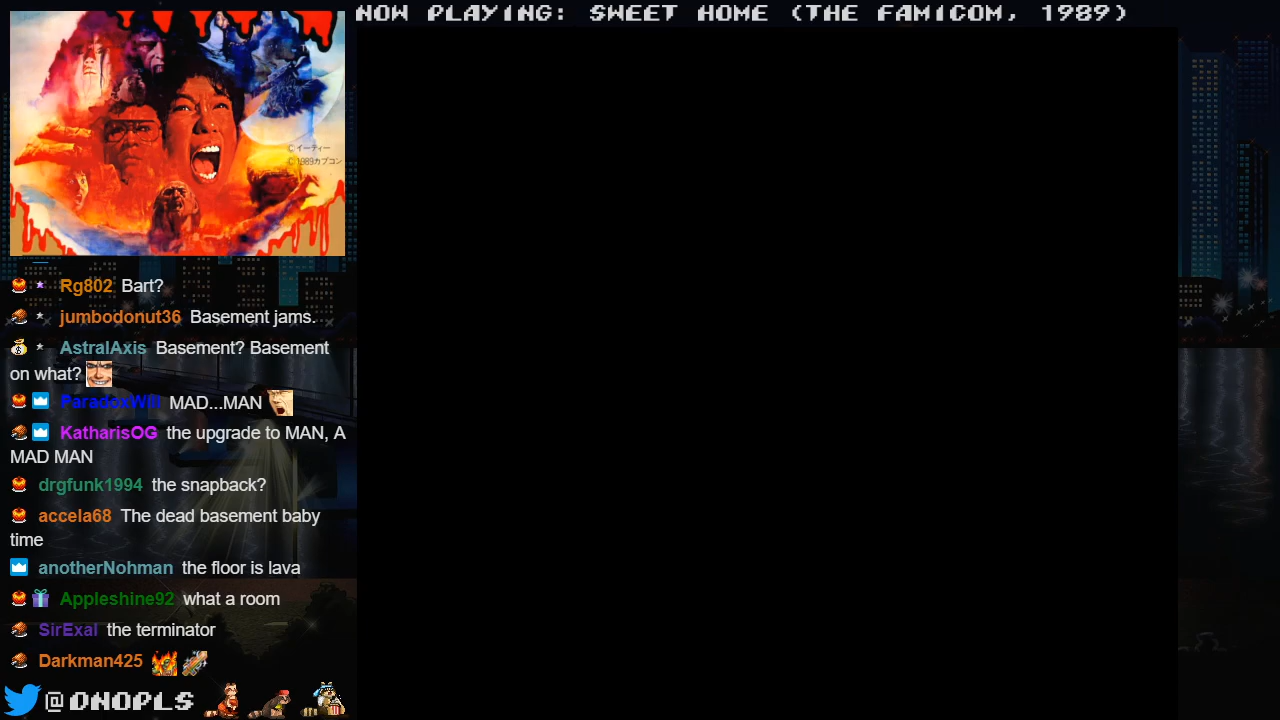 NOW PLAYING: SWEET HOME (THE FAMICOM, 1989)
© イーティー
© 1989カプコン
Rg802 Bart?
jumbodonut36 Basement jams.
AstralAxis Basement? Basement
on what?
ParadoxWill MAD...MAN
KatharisOG the upgrade to MAN, A
MAD MAN
drgfunk1994 the snapback?
accela68 The dead basement baby
time
anotherNohman the floor is lava
Appleshine92 what a room
SirExal the terminator
Darkman425
@DNOPLS